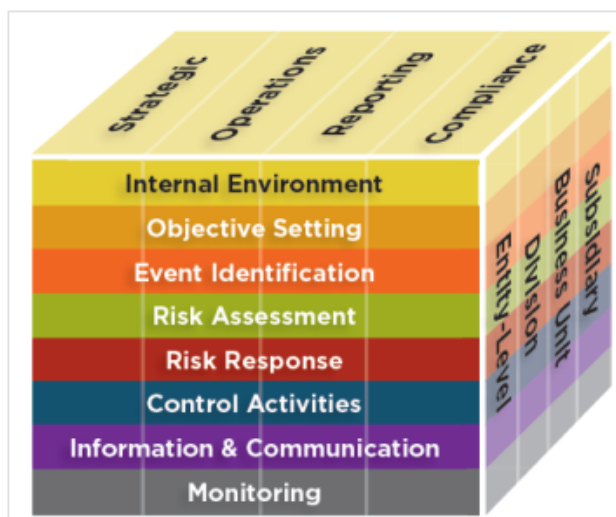 Strategic
Operations
Reporting
Compliance
Internal Environment
Objective Setting
Event Identification
Risk Assessment
Risk Response
Control Activities
Information & Communication
Monitoring
Entity-Level
Division
Business Unit
Subsidiary